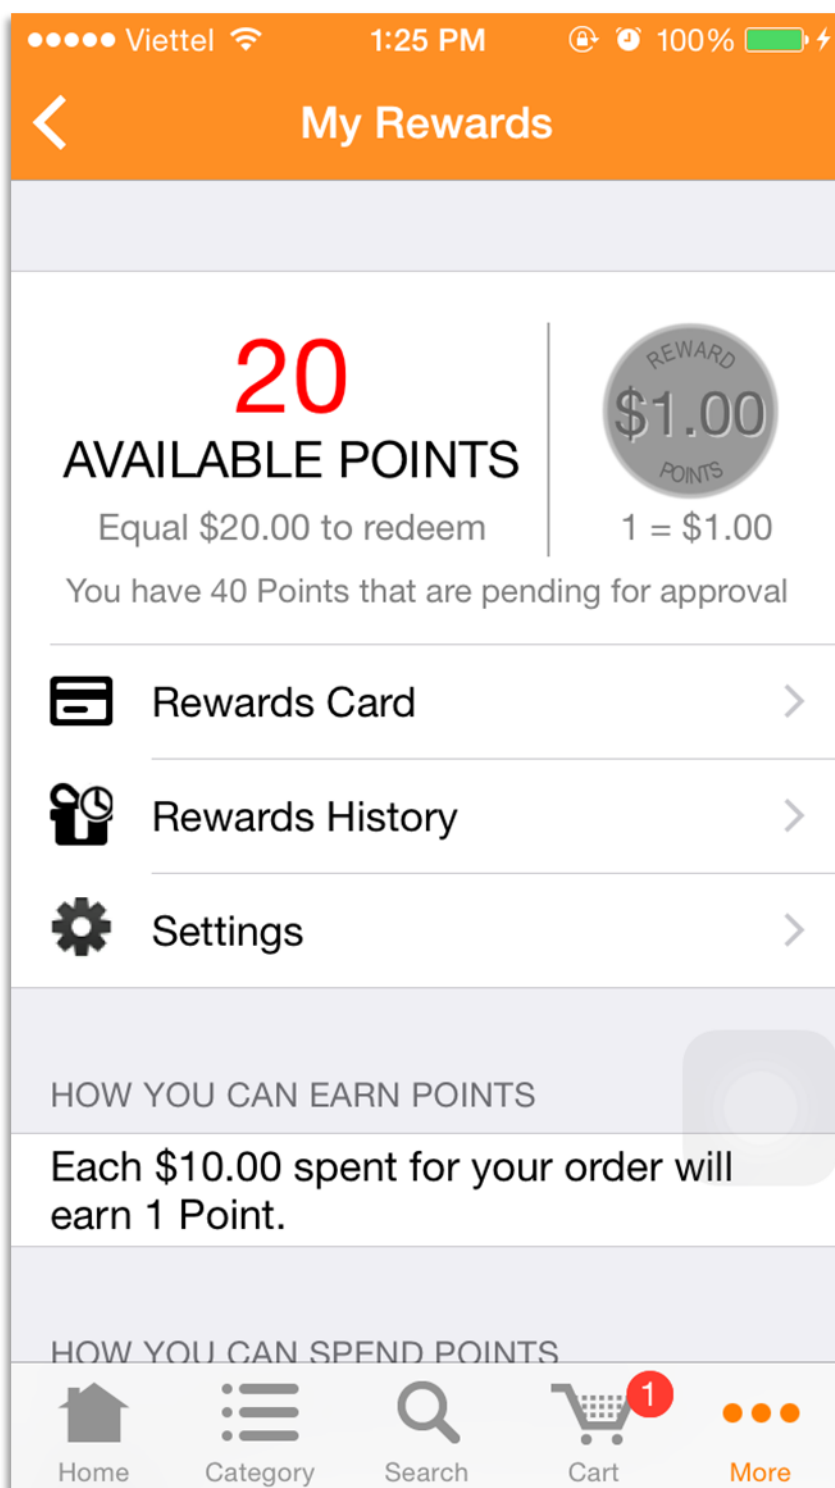 Viettel 1:25 PM 100%
My Rewards
20
AVAILABLE POINTS
Equal $20.00 to redeem
REWARD
$1.00
POINTS
1 = $1.00
You have 40 Points that are pending for approval
Rewards Card
Rewards History
Settings
HOW YOU CAN EARN POINTS
Each $10.00 spent for your order will
earn 1 Point.
HOW YOU CAN SPEND POINTS
1
Home Category Search Cart More